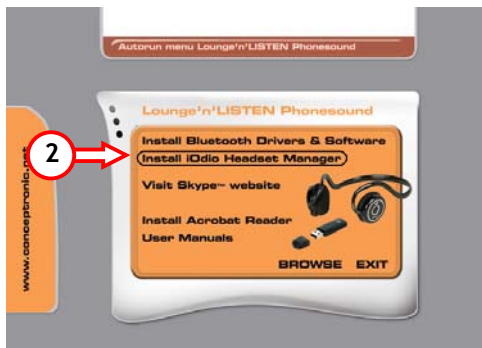 Autorun menu Lounge'n'LISTEN Phonesound
Lounge'n'LISTEN Phonesound
Install Bluetooth Drivers & Software
2
Install iOdio Headset Manager
Visit Skype™ website
Install Acrobat Reader
User Manuals
BROWSE EXIT
www.conceptronic.net